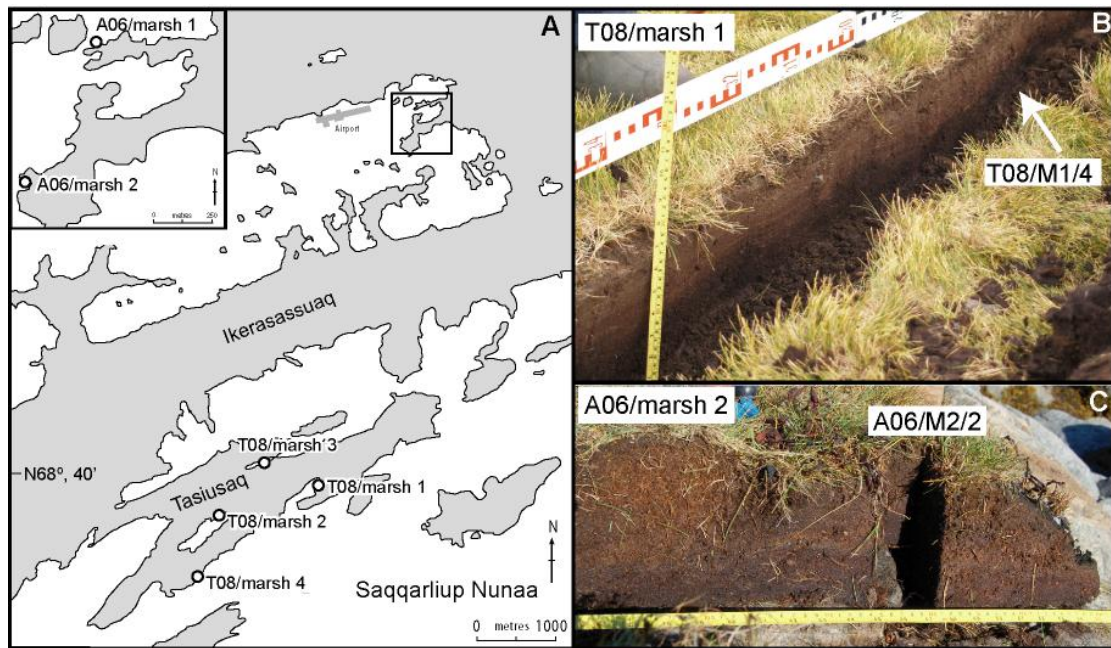 A06/marsh 1
A06/marsh 2
N
0 metres 250
A
Airport
Ikerasassuaq
N68º, 40’
T08/marsh 3
Tasiusaq
T08/marsh 1
T08/marsh 2
T08/marsh 4
N
Saqqarliup Nunaa
0 metres 1000
T08/marsh 1
B
T08/M1/4
A06/marsh 2
A06/M2/2
C